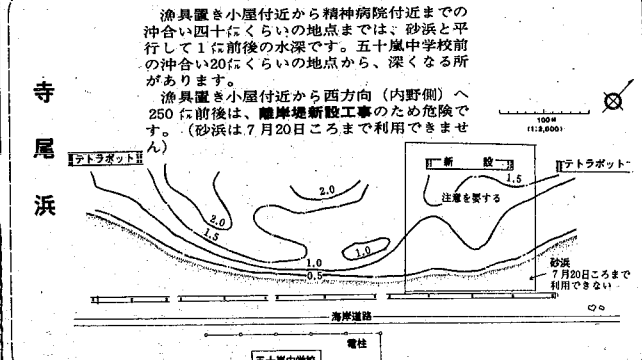 漁具置き小屋付近から精神病院付近までの
沖合い四十㍍くらいの地点までは、砂浜と平
行して1㍍前後の水深です。五十嵐中学校前
の沖合い20㍍くらいの地点から、深くなる所
があります。
漁具置き小屋付近から西方向(内野側)へ
250㍍前後は、離岸堤新設工事のため危険で
す。(砂浜は7月20日ころまで利用できませ
ん)
寺尾浜
100M
(1:3,000)
テトラポット
新設
テトラポット
1.5
注意を要する
2.0
2.0
1.5
1.0
1.0
0.5
砂浜
7月20日ころまで
利用できない
海岸道路
電柱
五十嵐中学校